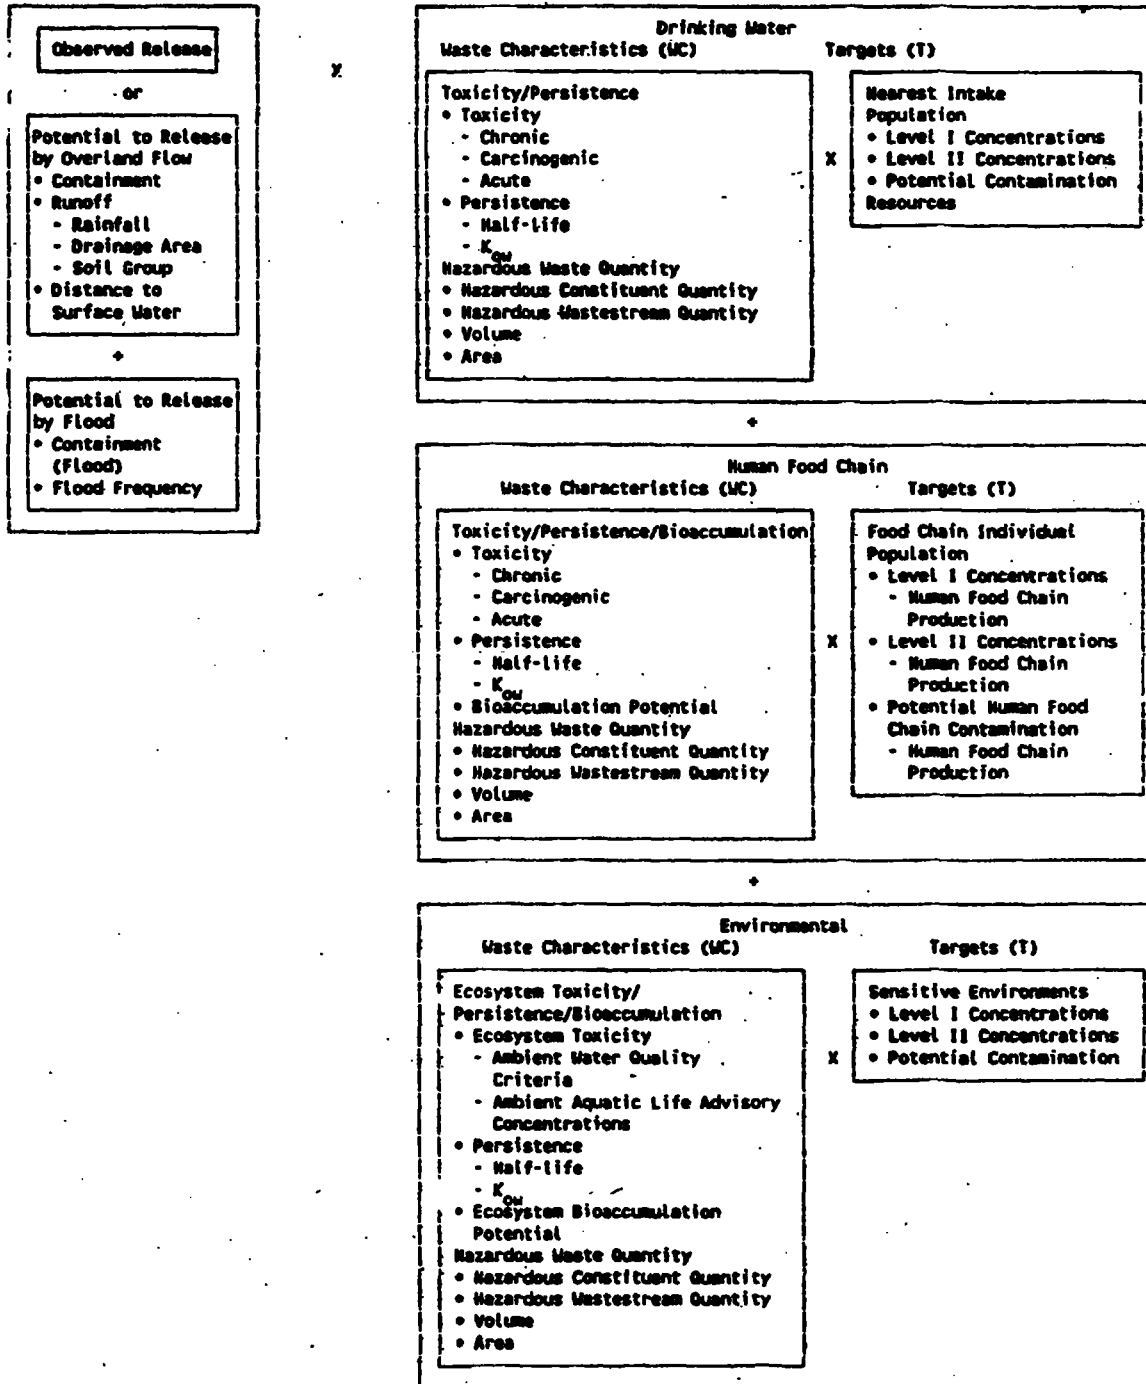 Observed Release
or
Potential to Release
by Overland Flow
• Containment
• Runoff
- Rainfall
- Drainage Area
- Soil Group
• Distance to
Surface Water
+
Potential to Release
by Flood
• Containment
(Flood)
• Flood Frequency
X
Drinking Water
Waste Characteristics (WC)
Toxicity/Persistence
• Toxicity
- Chronic
- Carcinogenic
- Acute
• Persistence
- Half-Life
- Kow
Hazardous Waste Quantity
• Hazardous Constituent Quantity
• Hazardous Wastestream Quantity
• Volume
• Area
X
Targets (T)
Nearest Intake
Population
• Level I Concentrations
• Level II Concentrations
• Potential Contamination
Resources
+
Human Food Chain
Waste Characteristics (WC)
Toxicity/Persistence/Bioaccumulation
• Toxicity
- Chronic
- Carcinogenic
- Acute
• Persistence
- Half-life
- Kow
• Bioaccumulation Potential
Hazardous Waste Quantity
• Hazardous Constituent Quantity
• Hazardous Wastestream Quantity
• Volume
• Area
X
Targets (T)
Food Chain Individual
Population
• Level I Concentrations
- Human Food Chain
Production
• Level II Concentrations
- Human Food Chain
Production
• Potential Human Food
Chain Contamination
- Human Food Chain
Production
+
Environmental
Waste Characteristics (WC)
Ecosystem Toxicity/
Persistence/Bioaccumulation
• Ecosystem Toxicity
- Ambient Water Quality
Criteria
- Ambient Aquatic Life Advisory
Concentrations
• Persistence
- Half-life
- Kow
• Ecosystem Bioaccumulation
Potential
Hazardous Waste Quantity
• Hazardous Constituent Quantity
• Hazardous Wastestream Quantity
• Volume
• Area
X
Targets (T)
Sensitive Environments
• Level I Concentrations
• Level II Concentrations
• Potential Contamination